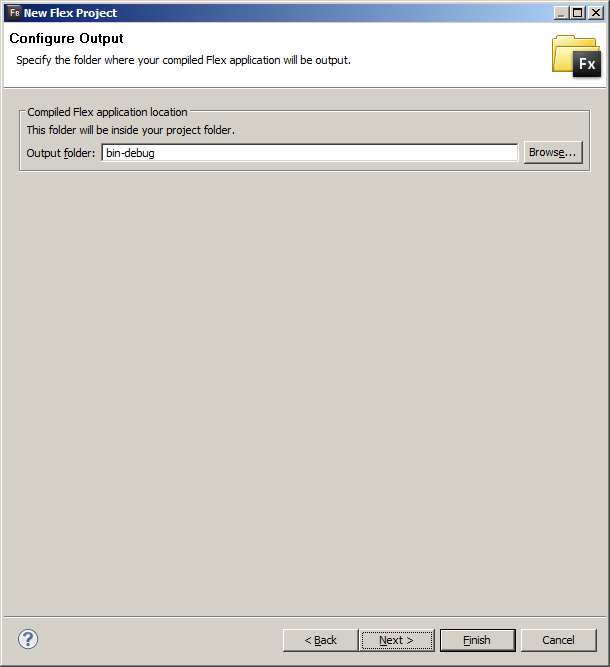 FB New Flex Project
Configure Output
Specify the folder where your compiled Flex application will be output.
Fx
Compiled Flex application location
This folder will be inside your project folder.
Output folder: bin-debug Browse...
? < Back Next > Finish Cancel